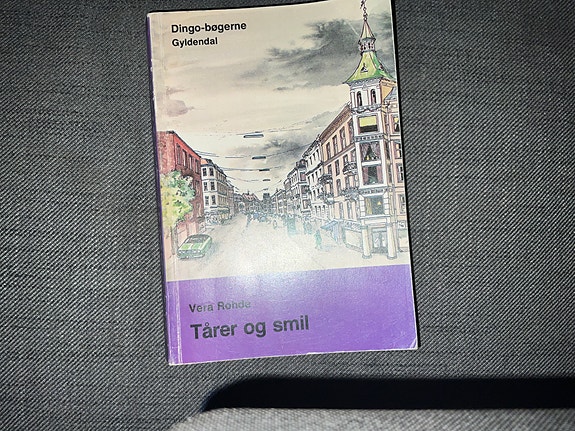 Dingo-bøgerne
Gyldendal
Vera Rohde
Tårer og smil